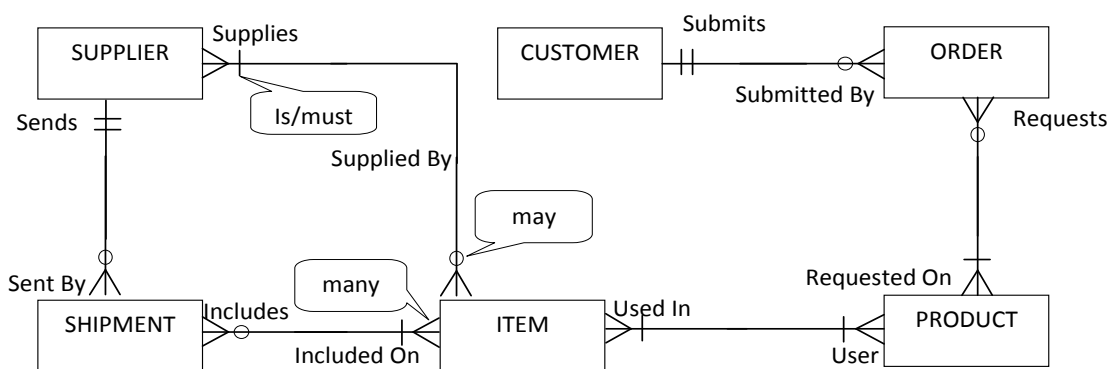 SUPPLIER
Supplies
CUSTOMER
Submits
ORDER
Sends
Is/must
Submitted By
Requests
Supplied By
may
Sent By
many
Requested On
SHIPMENT
Includes
ITEM
Used In
PRODUCT
Included On
User